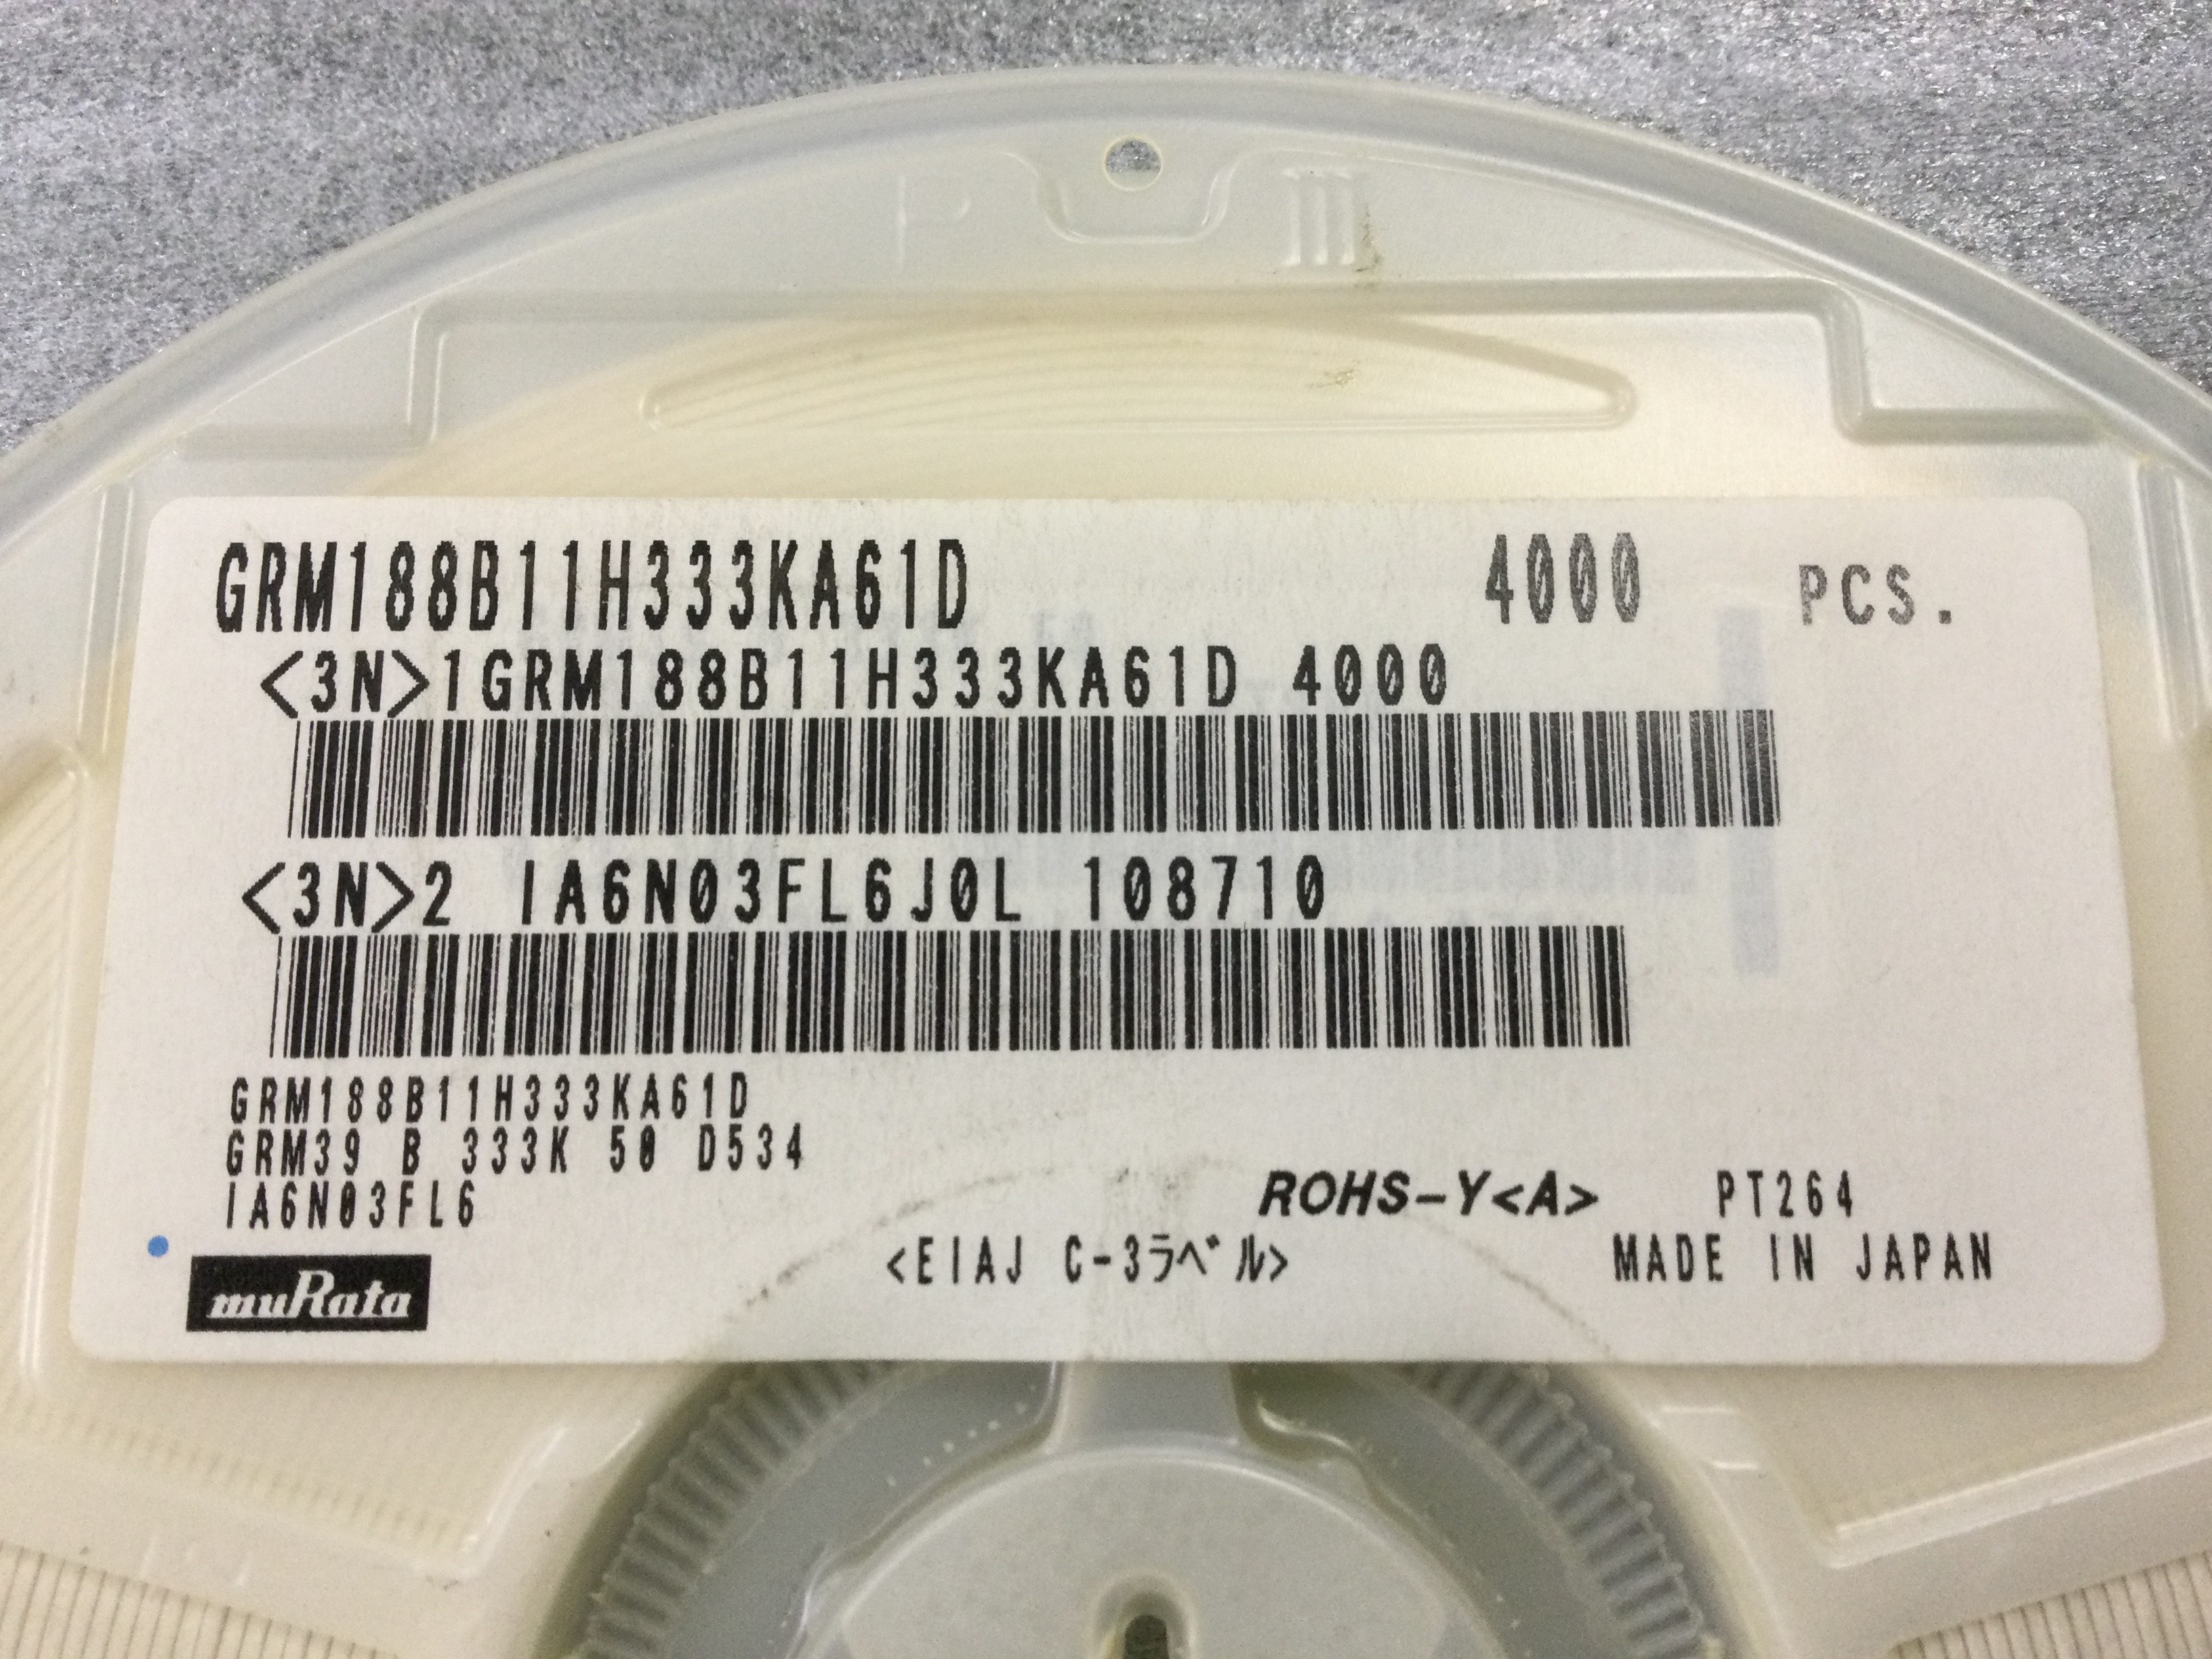 P III
GRM188B11H333KA61D 4000 PCS.
<3N>1GRM188B11H333KA61D 4000
<3N>2 IA6N03FL6J0L 108710
GRM188B11H333KA61D
GRM39 B 333K 50 D534
IA6N03FL6
ROHS-Y<A> PT264
<EIAJ C-3ラベル> MADE IN JAPAN
muRata